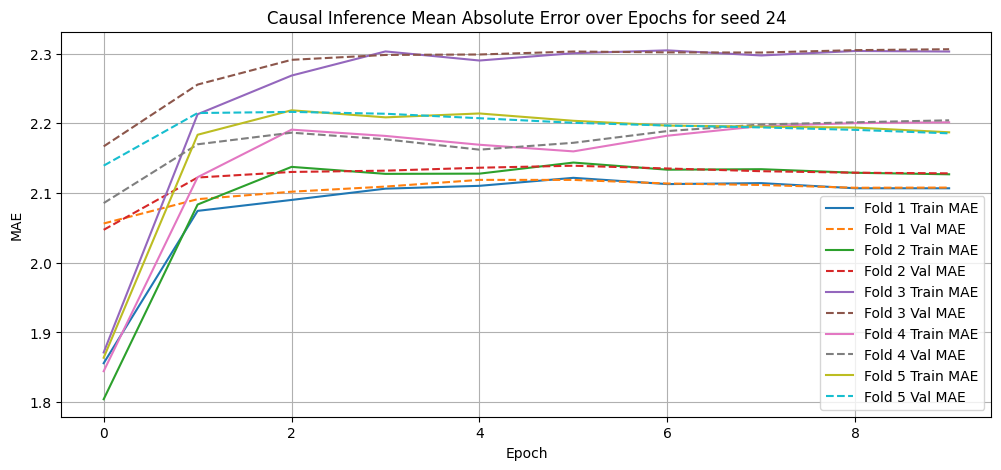 Causal Inference Mean Absolute Error over Epochs for seed 24
MAE
2.3
2.2
2.1
2.0
1.9
1.8
0
2
4
6
8
Epoch
Fold 1 Train MAE
Fold 1 Val MAE
Fold 2 Train MAE
Fold 2 Val MAE
Fold 3 Train MAE
Fold 3 Val MAE
Fold 4 Train MAE
Fold 4 Val MAE
Fold 5 Train MAE
Fold 5 Val MAE